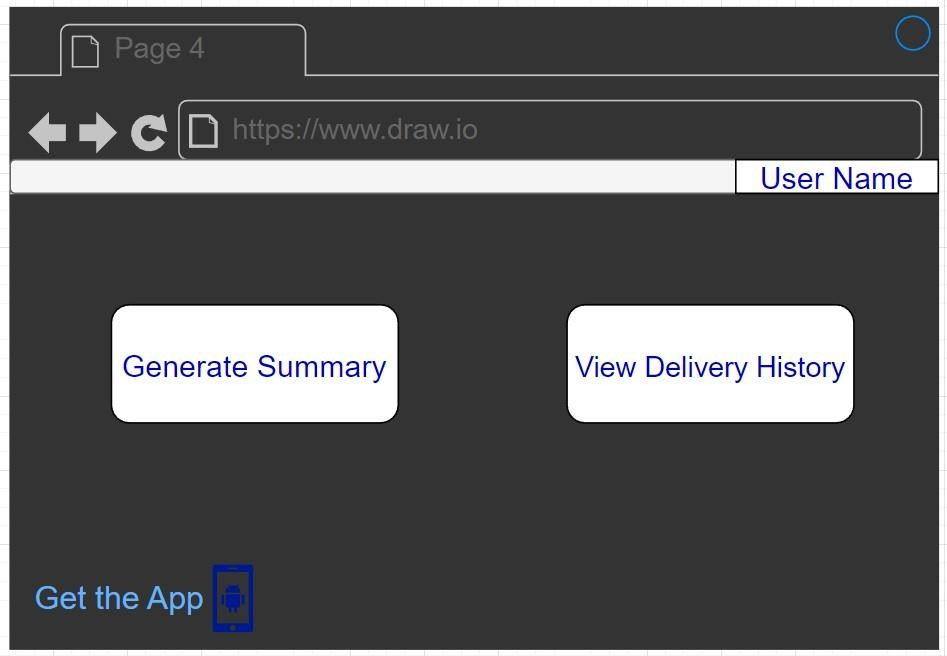 Page 4
https://www.draw.io
User Name
Generate Summary
View Delivery History
Get the App